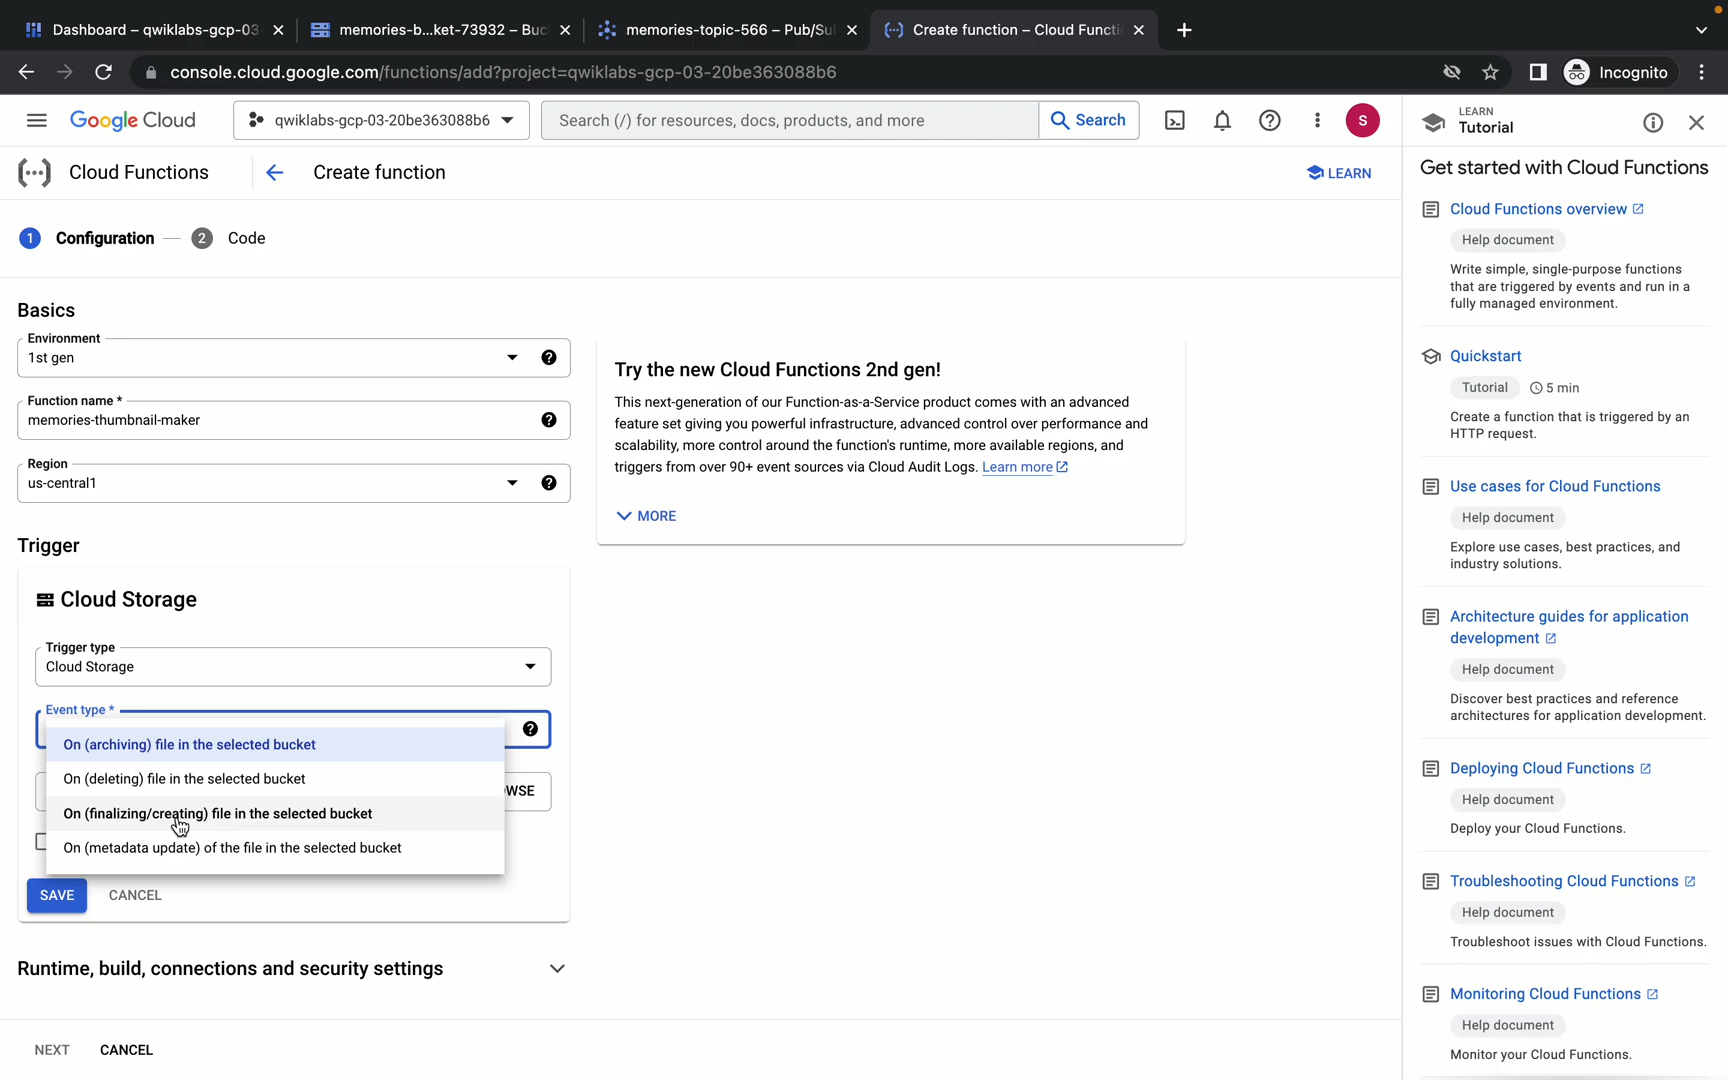 Dashboard – qwiklabs-gcp-03-
memories-b...ket-73932 – Buc
memories-topic-566 – Pub/Su
Create function – Cloud Functi
console.cloud.google.com/functions/add?project=qwiklabs-gcp-03-20be363088b6
Incognito
Google Cloud
qwiklabs-gcp-03-20be363088b6
Search (/) for resources, docs, products, and more
Search
S
LEARN
Tutorial
Cloud Functions
Create function
LEARN
1 Configuration — 2 Code
Basics
Environment
1st gen
Function name *
memories-thumbnail-maker
Region
us-central1
Trigger
Cloud Storage
Trigger type
Cloud Storage
Event type *
On (archiving) file in the selected bucket
On (deleting) file in the selected bucket
WSE
On (finalizing/creating) file in the selected bucket
On (metadata update) of the file in the selected bucket
SAVE
CANCEL
Runtime, build, connections and security settings
NEXT
CANCEL
Try the new Cloud Functions 2nd gen!
This next-generation of our Function-as-a-Service product comes with an advanced
feature set giving you powerful infrastructure, advanced control over performance and
scalability, more control around the function's runtime, more available regions, and
triggers from over 90+ event sources via Cloud Audit Logs. Learn more
MORE
Get started with Cloud Functions
Cloud Functions overview
Help document
Write simple, single-purpose functions
that are triggered by events and run in a
fully managed environment.
Quickstart
Tutorial 5 min
Create a function that is triggered by an
HTTP request.
Use cases for Cloud Functions
Help document
Explore use cases, best practices, and
industry solutions.
Architecture guides for application
development
Help document
Discover best practices and reference
architectures for application development.
Deploying Cloud Functions
Help document
Deploy your Cloud Functions.
Troubleshooting Cloud Functions
Help document
Troubleshoot issues with Cloud Functions.
Monitoring Cloud Functions
Help document
Monitor your Cloud Functions.